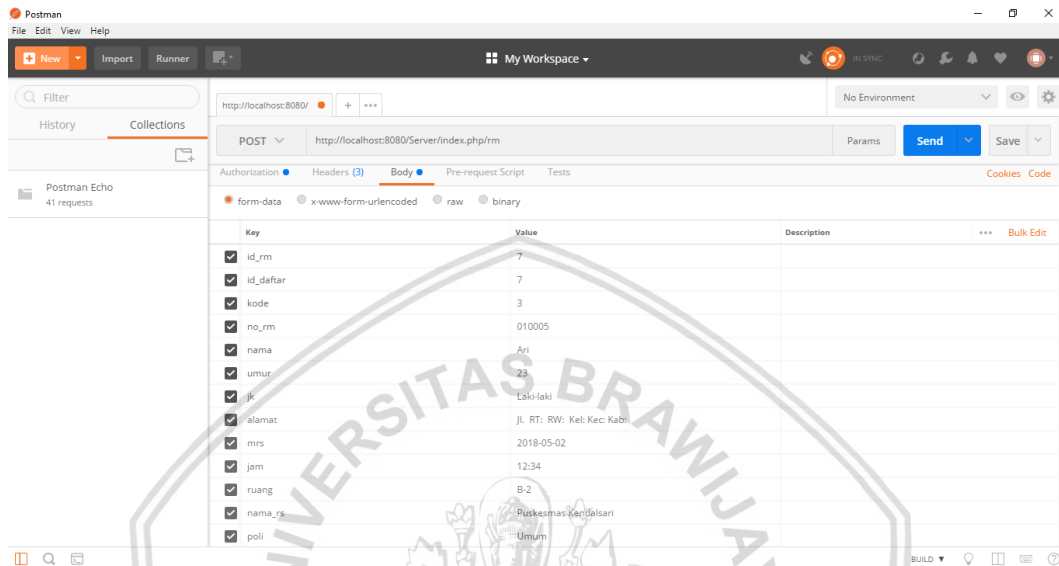 Postman
File Edit View Help
New Import Runner My Workspace IN SYNC
Filter
History Collections
Postman Echo
41 requests
http://localhost:8080/ + •••
No Environment
POST http://localhost:8080/Server/index.php/rm Params Send Save
Authorization Headers (3) Body Pre-request Script Tests Cookies Code
form-data x-www-form-urlencoded raw binary
Key Value Description ••• Bulk Edit
id_rm 7
id_daftar 7
kode 3
no_rm 010005
nama Ari
umur 23
jk Laki-laki
alamat Jl. RT: RW: Kel: Kec: Kab:
mrs 2018-05-02
jam 12:34
ruang B-2
nama_rs Puskesmas Kendalsari
poli Umum
BUILD
UNIVERSITAS BRAWIJAYA